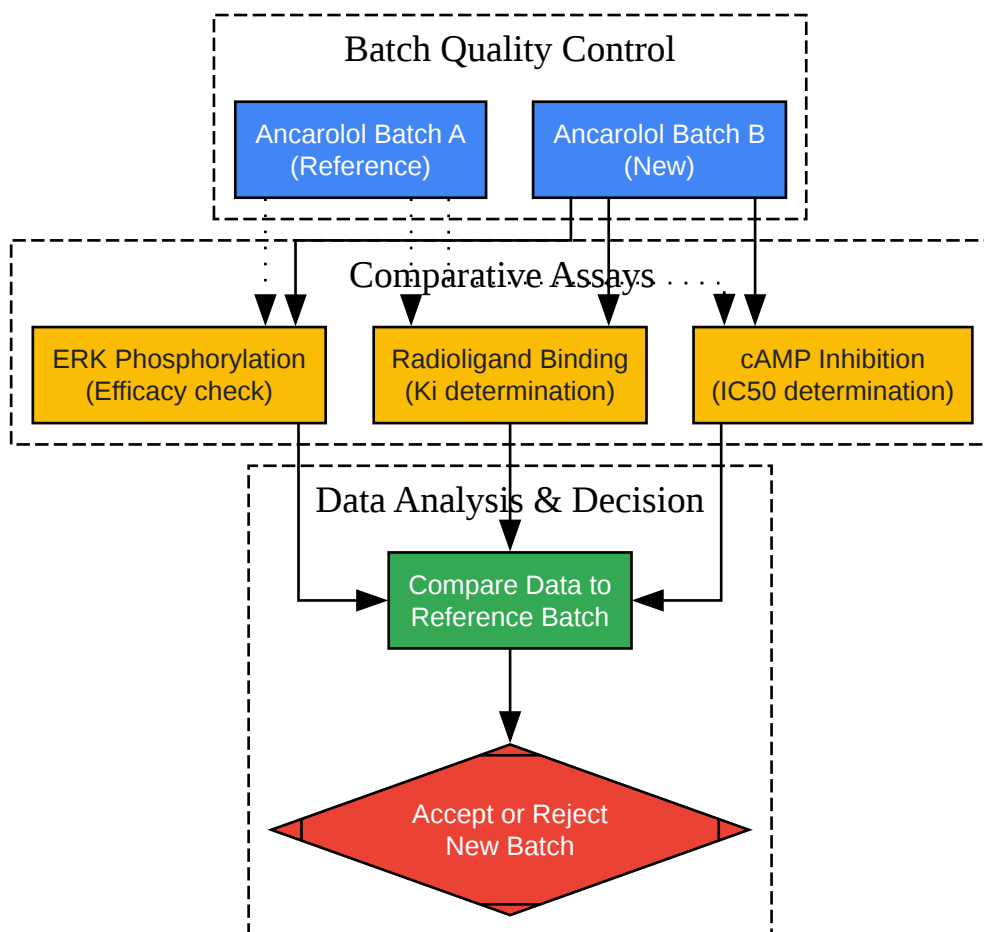 Batch Quality Control
Ancarolol Batch A
(Reference)
Ancarolol Batch B
(New)
Comparative Assays
ERK Phosphorylation
(Efficacy check)
Radioligand Binding
(Ki determination)
cAMP Inhibition
(IC50 determination)
Data Analysis & Decision
Compare Data to
Reference Batch
Accept or Reject
New Batch